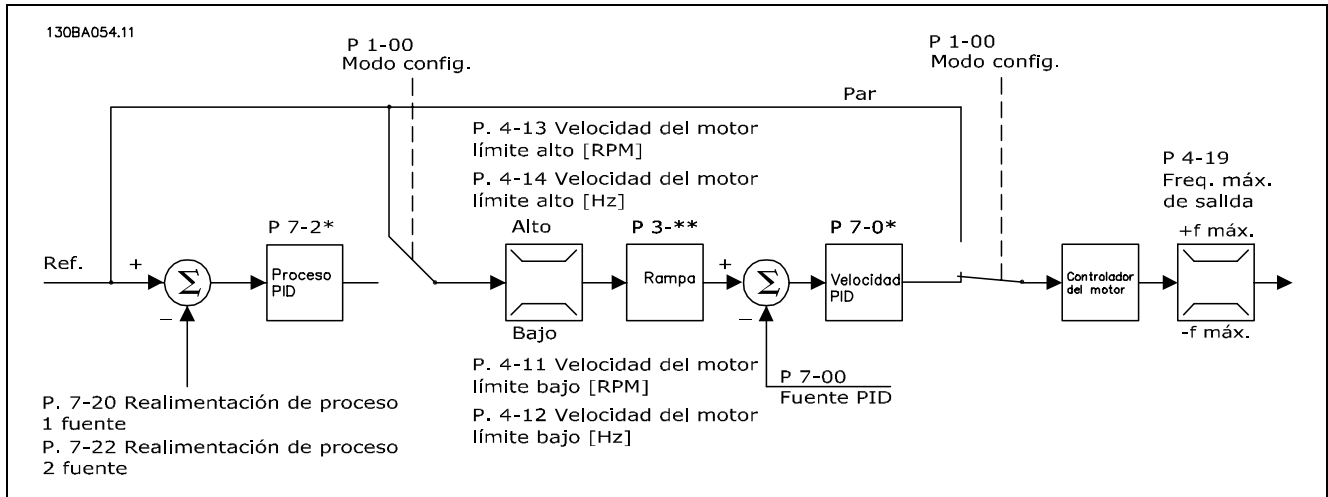 130BA054.11
P 1-00
Modo config.
P 1-00
Modo config.
Par
P. 4-13 Velocidad del motor
límite alto [RPM]
P. 4-14 Velocidad del motor
límite alto [Hz]
P 4-19
Freq. máx.
de sallda
P 7-2*
Alto
P 3-**
P 7-0*
+f máx.
Ref.
+
Σ
−
Proceso
PID
Rampa
+
Σ
−
Velocidad
PID
Controlador
del motor
Bajo
-f máx.
P. 4-11 Velocidad del motor
límite bajo [RPM]
P. 4-12 Velocidad del motor
límite bajo [Hz]
P 7-00
Fuente PID
P. 7-20 Realimentación de proceso
1 fuente
P. 7-22 Realimentación de proceso
2 fuente